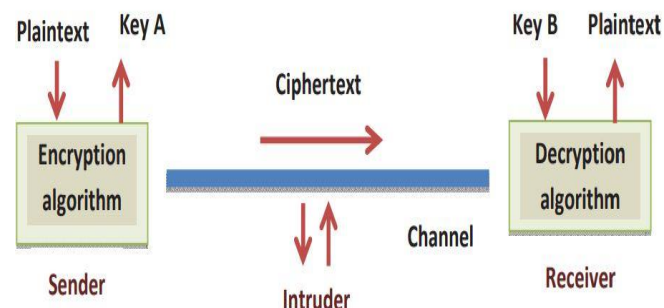 Plaintext Key A
Key B Plaintext
Ciphertext
Encryption
algorithm
Decryption
algorithm
Channel
Sender
Intruder
Receiver